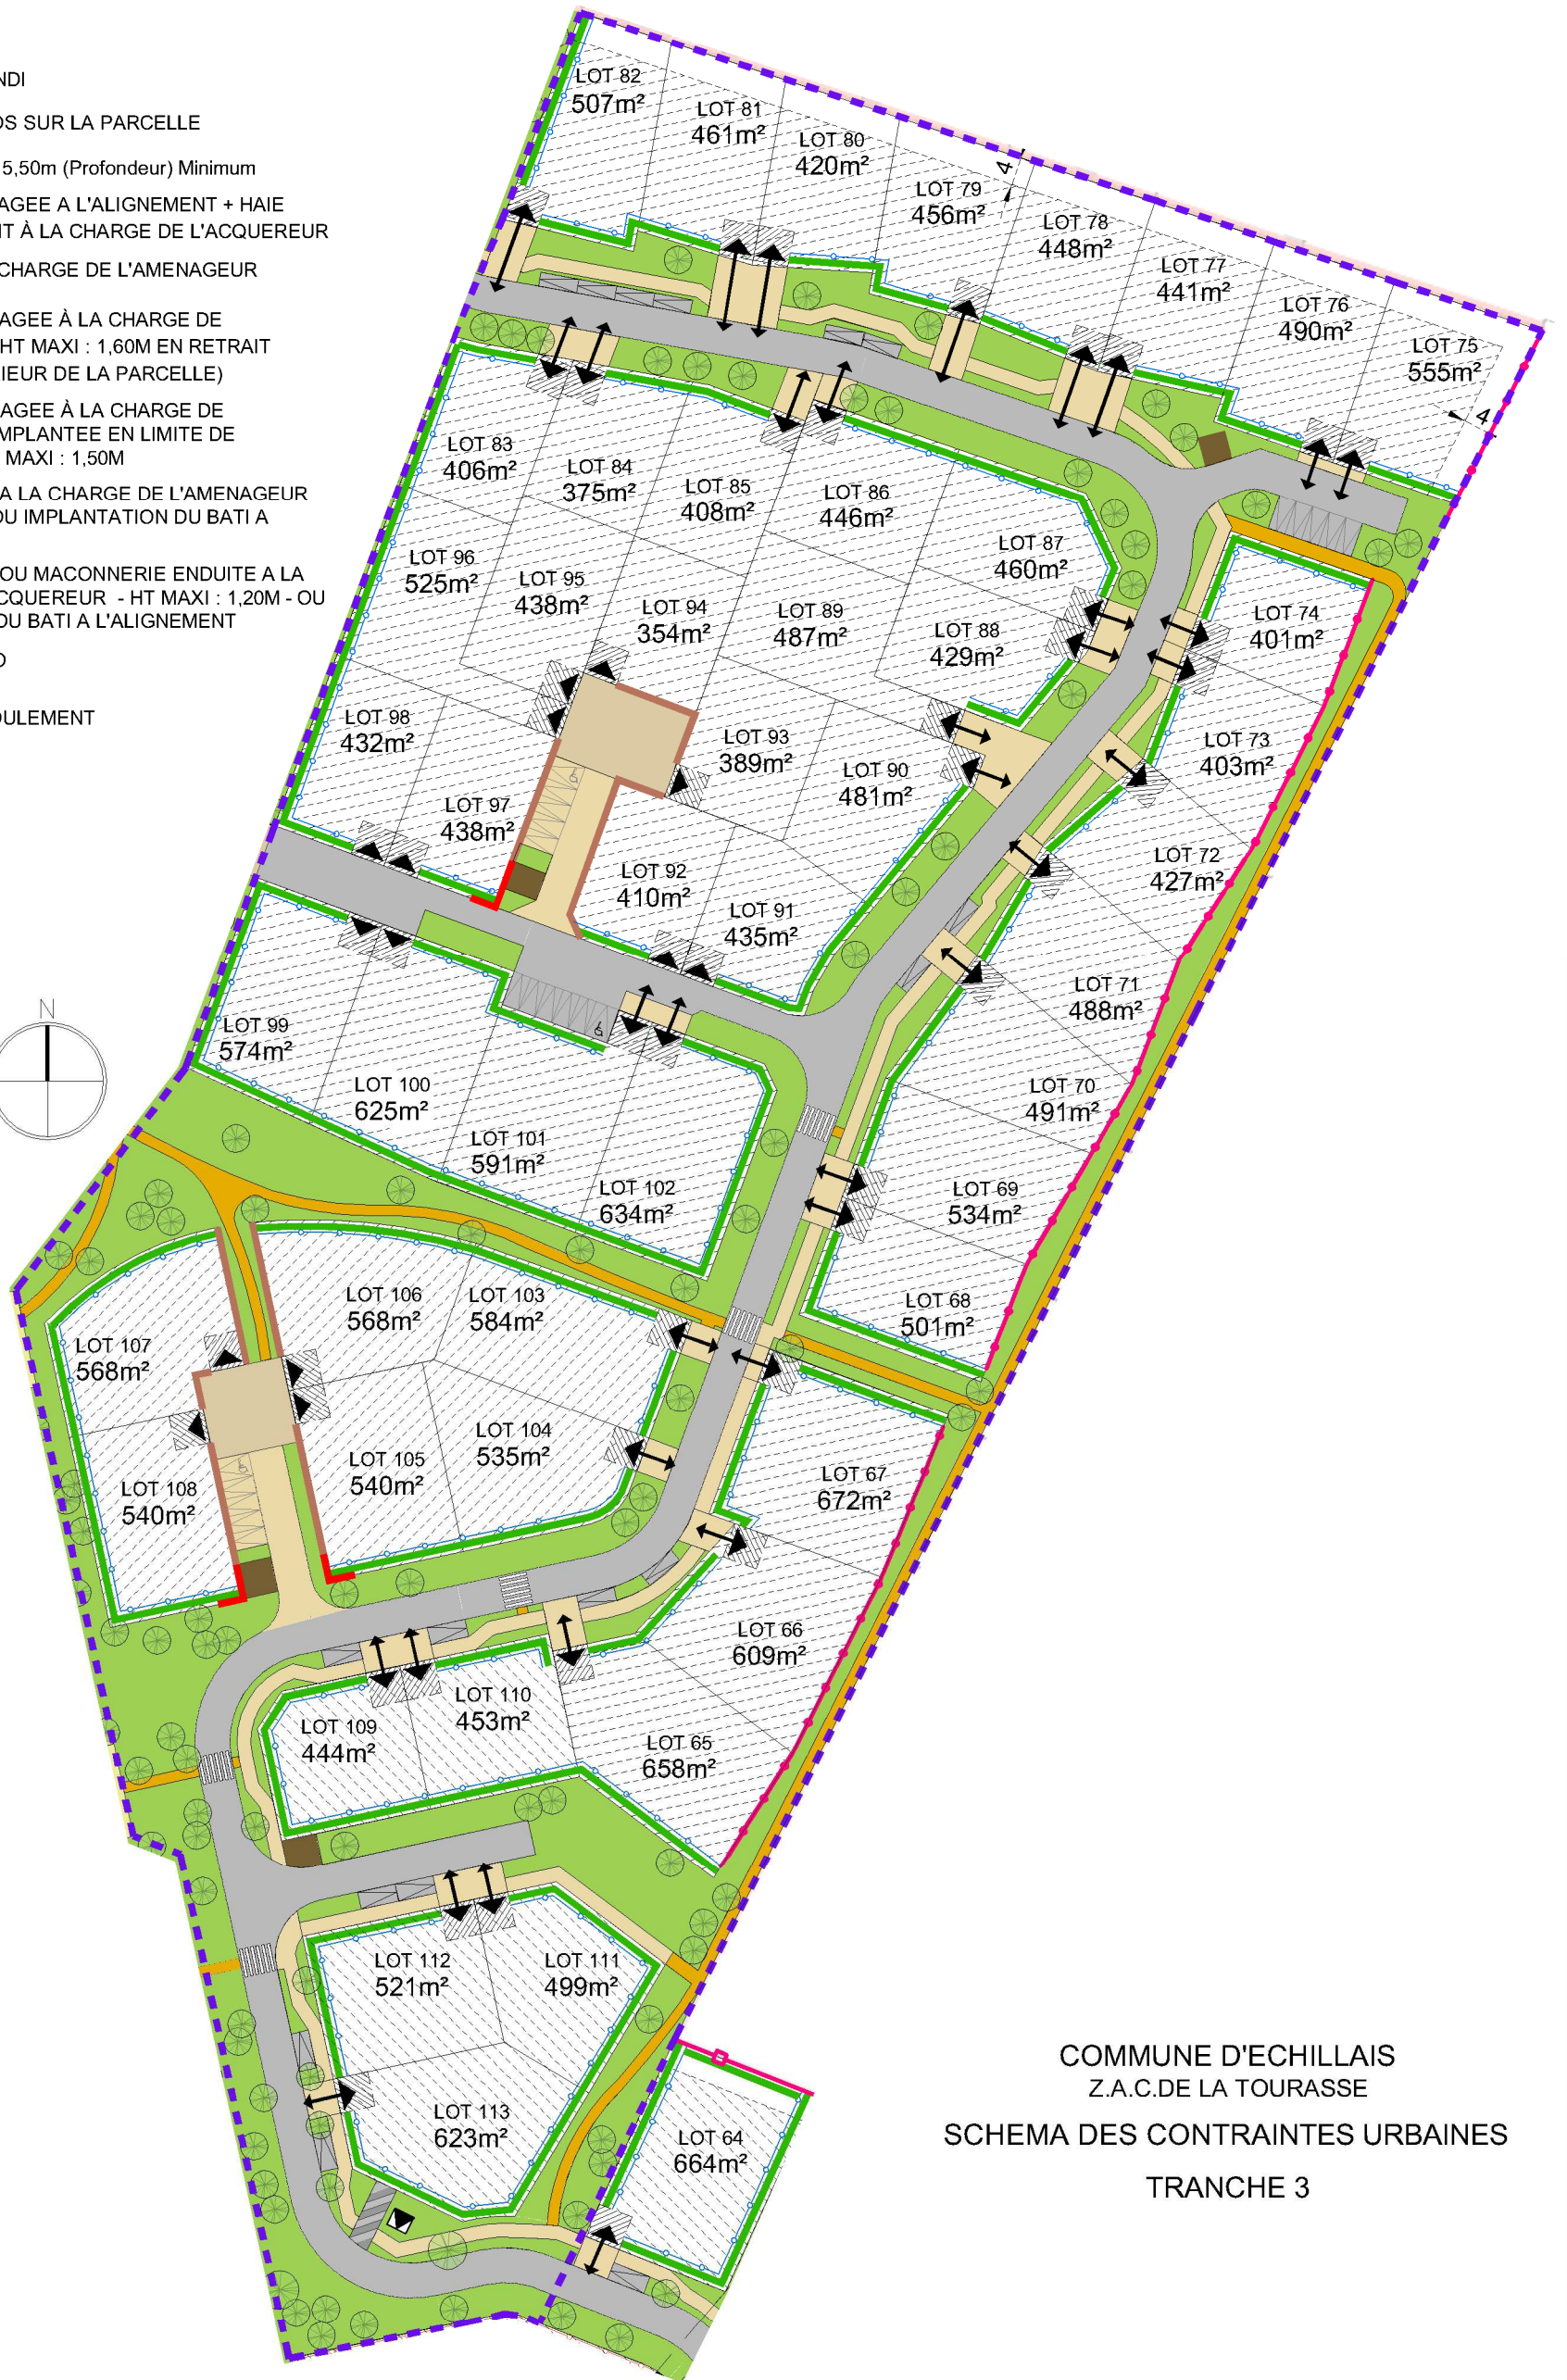 NDI
OS SUR LA PARCELLE
5,50m (Profondeur) Minimum
AGEE A L'ALIGNEMENT + HAIE
NT À LA CHARGE DE L'ACQUEREUR
CHARGE DE L'AMENAGEUR
AGEE À LA CHARGE DE
HT MAXI : 1,60M EN RETRAIT
RIEUR DE LA PARCELLE)
AGEE À LA CHARGE DE
IMPLANTEE EN LIMITE DE
MAXI : 1,50M
A LA CHARGE DE L'AMENAGEUR
OU IMPLANTATION DU BATI A
OU MACONNERIE ENDUITE A LA
CQUEREUR - HT MAXI : 1,20M - OU
DU BATI A L'ALIGNEMENT
OULEMENT
N
LOT 82
507m²
LOT 81
461m²
LOT 80
420m²
4
LOT 79
456m²
LOT 78
448m²
LOT 77
441m²
LOT 76
490m²
LOT 75
555m²
4
LOT 83
406m²
LOT 84
375m²
LOT 85
408m²
LOT 86
446m²
LOT 87
460m²
LOT 96
525m²
LOT 95
438m²
LOT 94
354m²
LOT 89
487m²
LOT 88
429m²
LOT 74
401m²
LOT 98
432m²
LOT 93
389m²
LOT 90
481m²
LOT 73
403m²
LOT 97
438m²
LOT 92
410m²
LOT 91
435m²
LOT 72
427m²
LOT 71
488m²
LOT 99
574m²
LOT 100
625m²
LOT 70
491m²
LOT 101
591m²
LOT 102
634m²
LOT 69
534m²
LOT 68
501m²
LOT 106
568m²
LOT 103
584m²
LOT 107
568m²
LOT 104
535m²
LOT 105
540m²
LOT 108
540m²
LOT 67
672m²
LOT 66
609m²
LOT 110
453m²
LOT 109
444m²
LOT 65
658m²
LOT 112
521m²
LOT 111
499m²
LOT 113
623m²
LOT 64
664m²
COMMUNE D'ECHILLAIS
Z.A.C.DE LA TOURASSE
SCHEMA DES CONTRAINTES URBAINES
TRANCHE 3